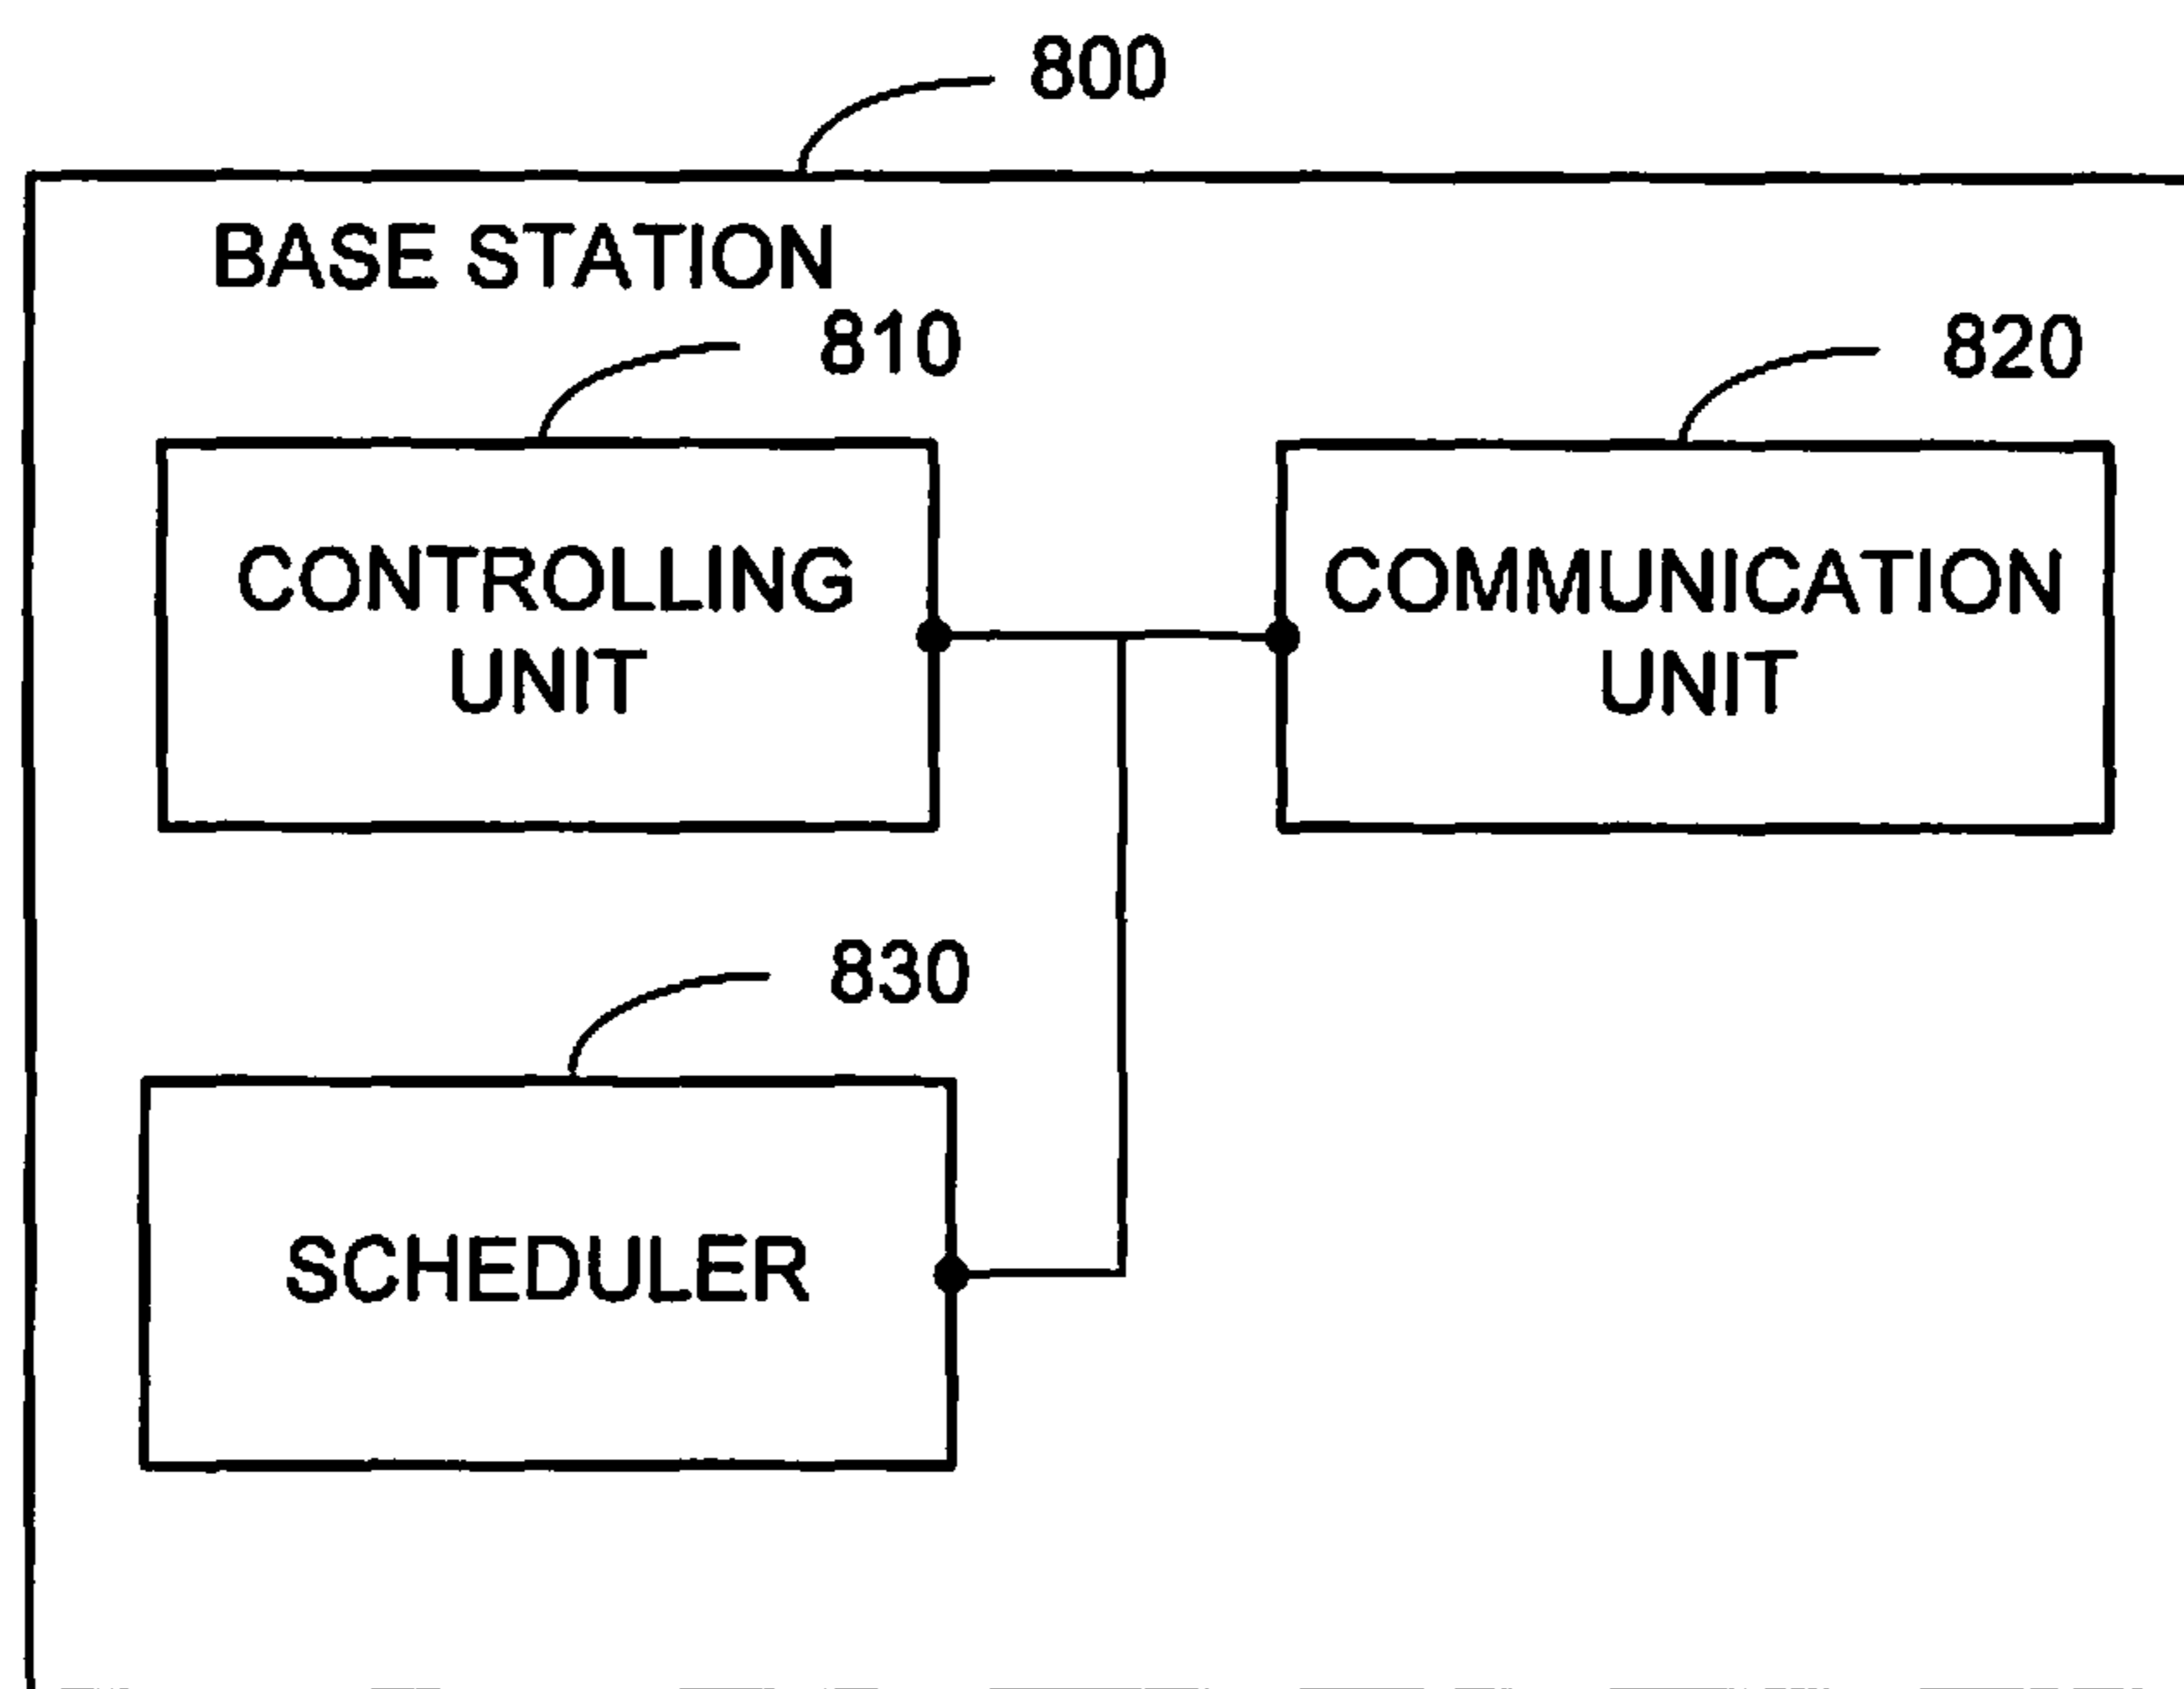 800
BASE STATION
810
820
CONTROLLING
UNIT
COMMUNICATION
UNIT
830
SCHEDULER